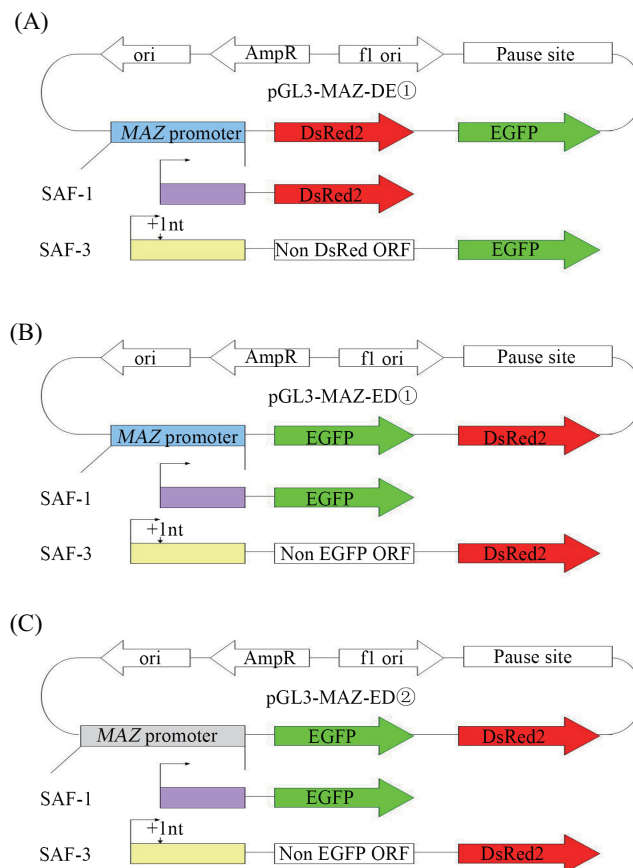 (A)
ori AmpR f1 ori Pause site
pGL3-MAZ-DE①
MAZ promoter DsRed2 EGFP
SAF-1 DsRed2
+1nt
SAF-3 Non DsRed ORF EGFP
(B)
ori AmpR f1 ori Pause site
pGL3-MAZ-ED①
MAZ promoter EGFP DsRed2
SAF-1 EGFP
+1nt
SAF-3 Non EGFP ORF DsRed2
(C)
ori AmpR f1 ori Pause site
pGL3-MAZ-ED②
MAZ promoter EGFP DsRed2
SAF-1 EGFP
+1nt
SAF-3 Non EGFP ORF DsRed2